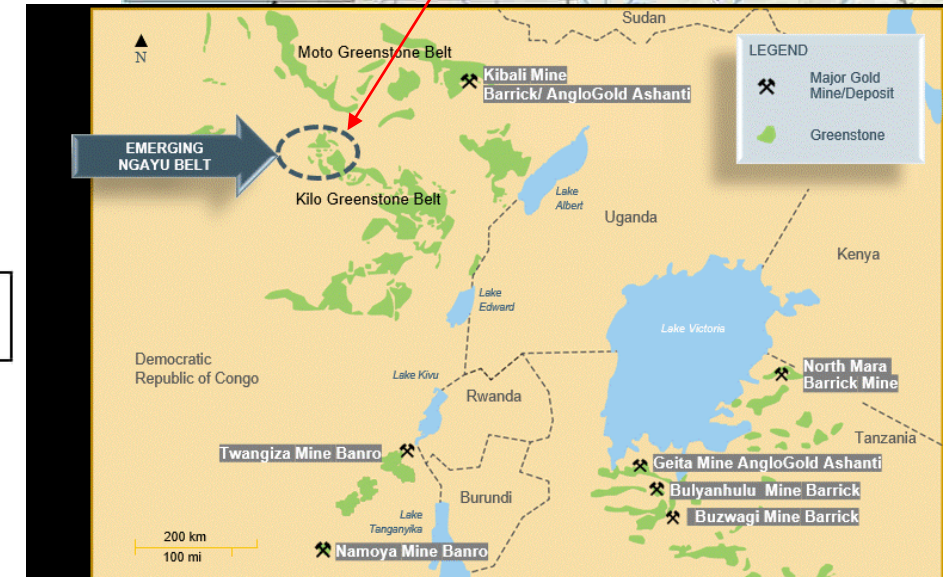 Sudan
LEGEND
Major Gold
Mine/Deposit
Greenstone
N
Moto Greenstone Belt
Kibali Mine
Barrick/ AngloGold Ashanti
EMERGING
NGAYU BELT
Kilo Greenstone Belt
Lake
Albert
Uganda
Kenya
Lake
Edward
Lake Victoria
Democratic
Republic of Congo
Lake Kivu
Rwanda
North Mara
Barrick Mine
Tanzania
Twangiza Mine Banro
Geita Mine AngloGold Ashanti
Bulyanhulu Mine Barrick
Burundi
Buzwagi Mine Barrick
Lake
Tanganyika
200 km
100 mi
Namoya Mine Banro